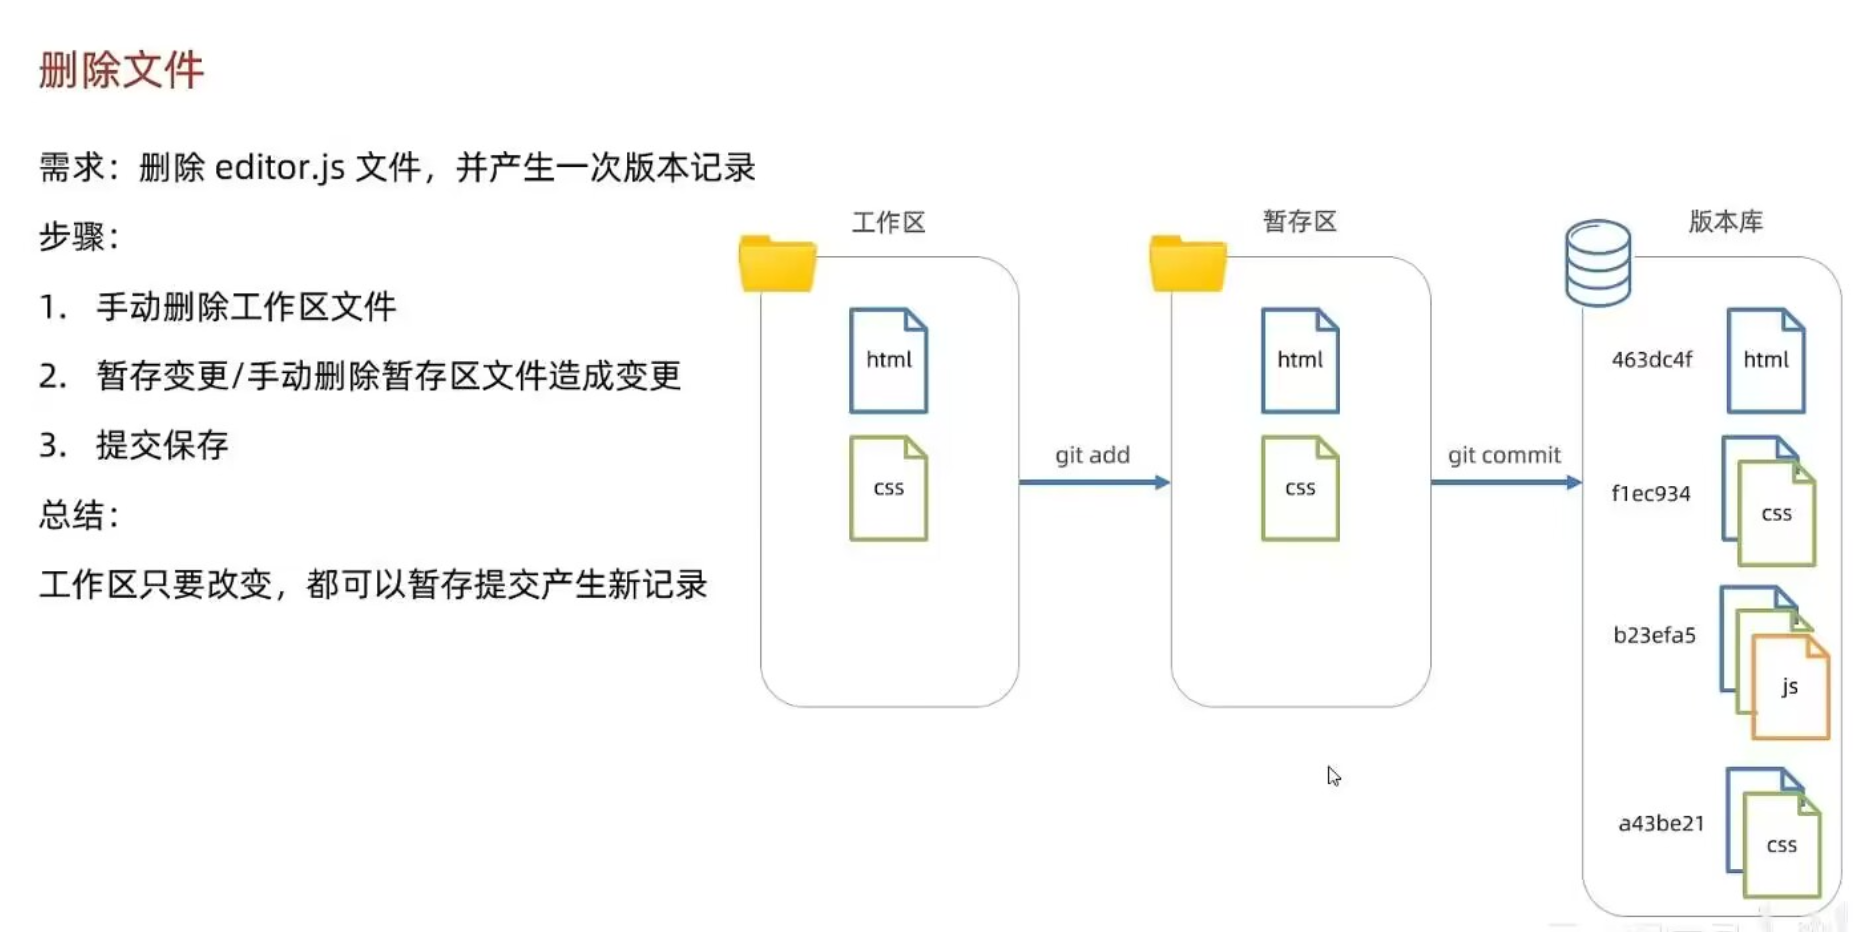 删除文件
需求：删除 editor.js 文件，并产生一次版本记录
步骤：
1. 手动删除工作区文件
2. 暂存变更/手动删除暂存区文件造成变更
3. 提交保存
总结：
工作区只要改变，都可以暂存提交产生新记录
工作区
html
css
git add
暂存区
html
css
git commit
版本库
463dc4f
html
f1ec934
css
b23efa5
js
a43be21
css